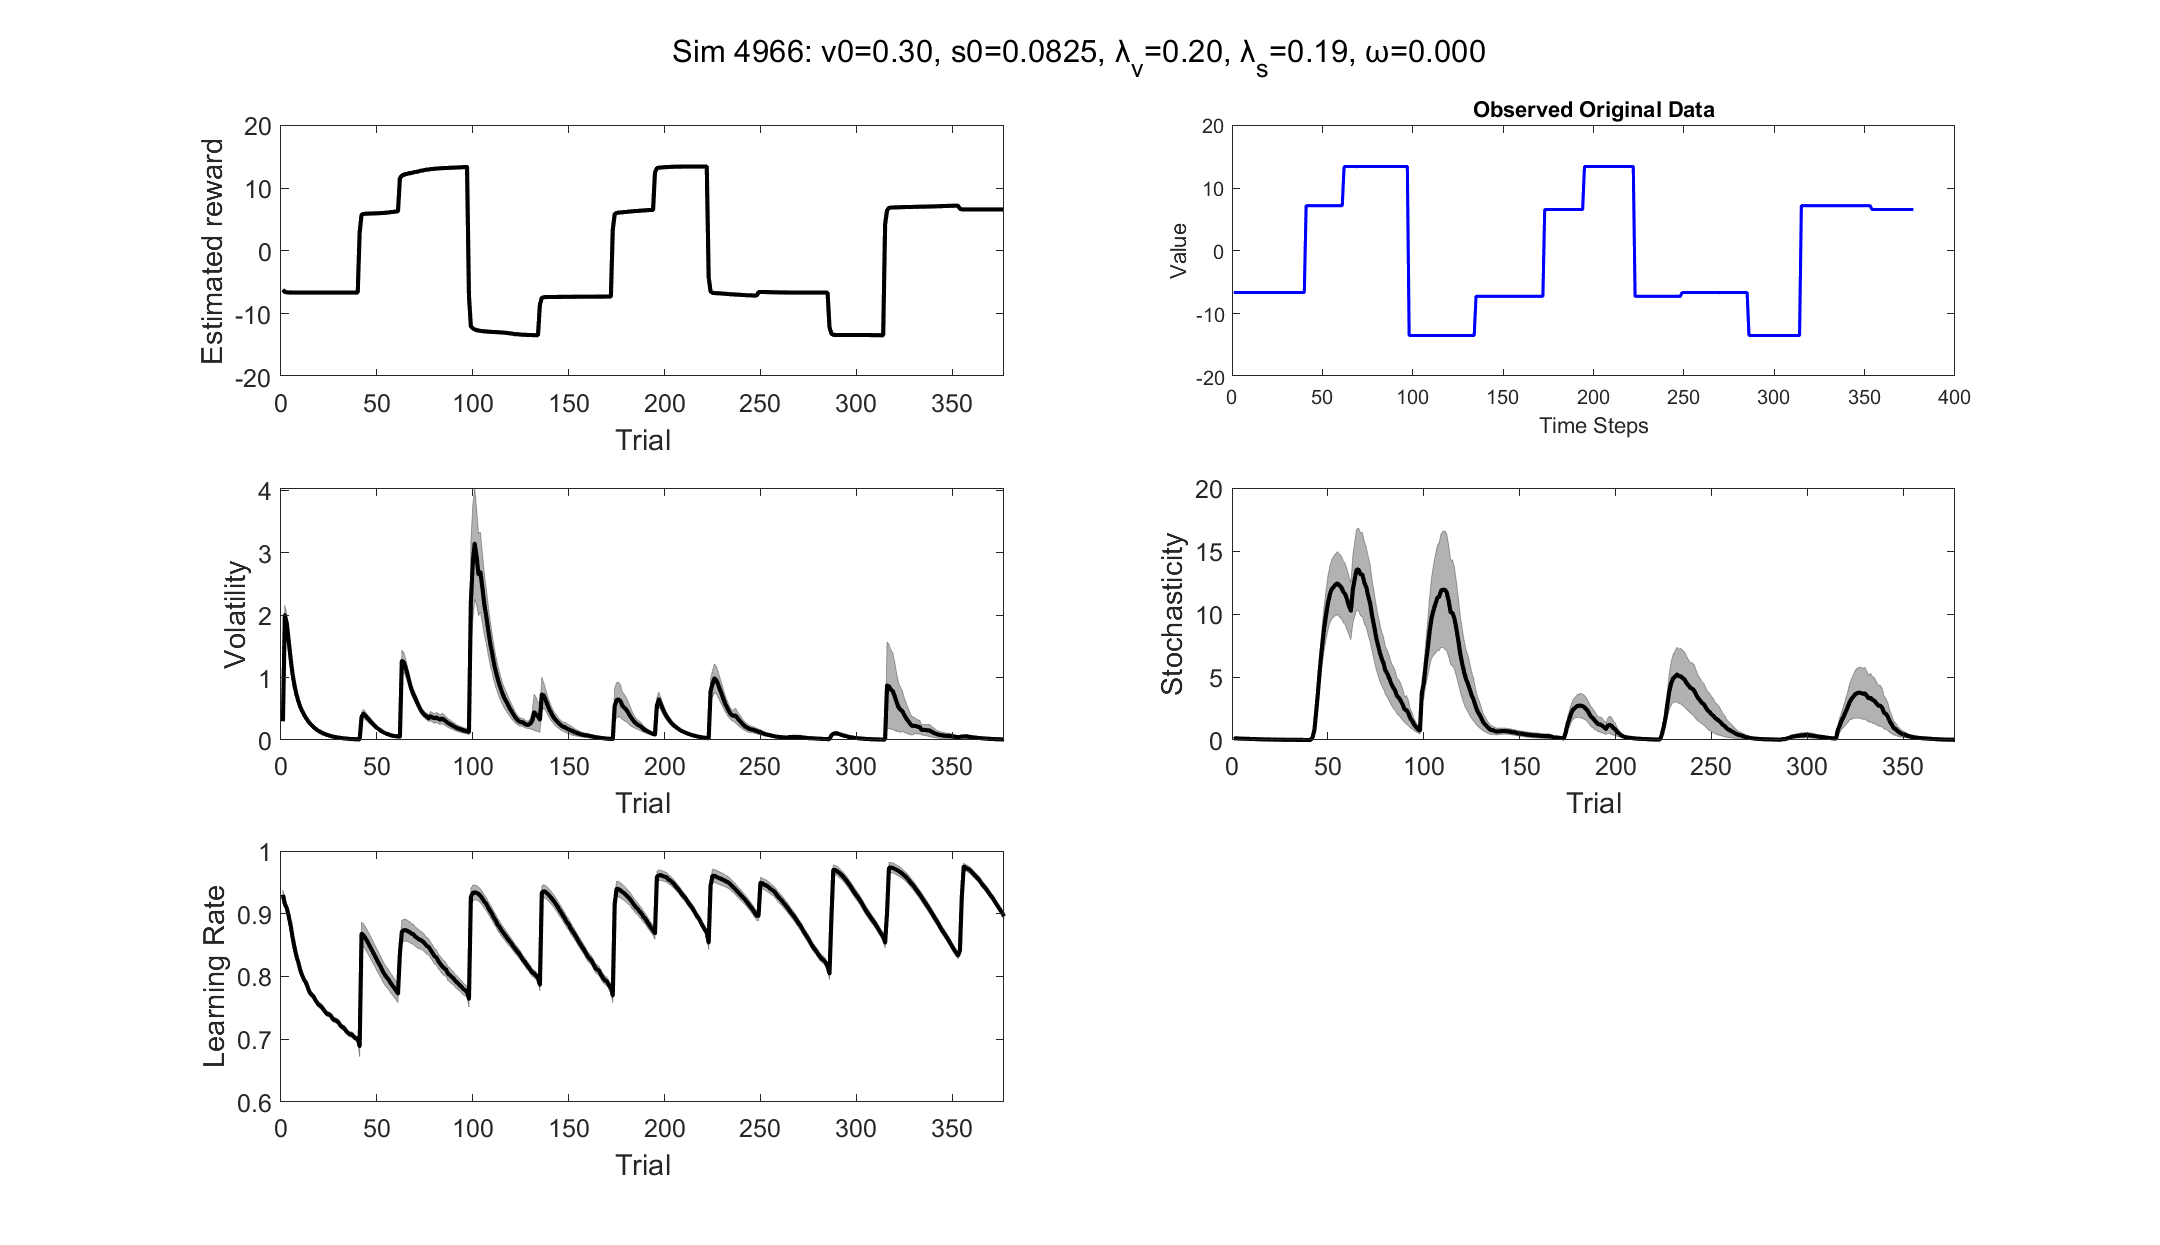 Sim 4966: v0=0.30, s0=0.0825, λ_v=0.20, λ_s=0.19, ω=0.000
Estimated reward
20
10
0
-10
-20
0 50 100 150 200 250 300 350
Trial
Observed Original Data
Value
20
10
0
-10
-20
0 50 100 150 200 250 300 350 400
Time Steps
Volatility
4
3
2
1
0
0 50 100 150 200 250 300 350
Trial
Stochasticity
20
15
10
5
0
0 50 100 150 200 250 300 350
Trial
Learning Rate
1
0.9
0.8
0.7
0.6
0 50 100 150 200 250 300 350
Trial